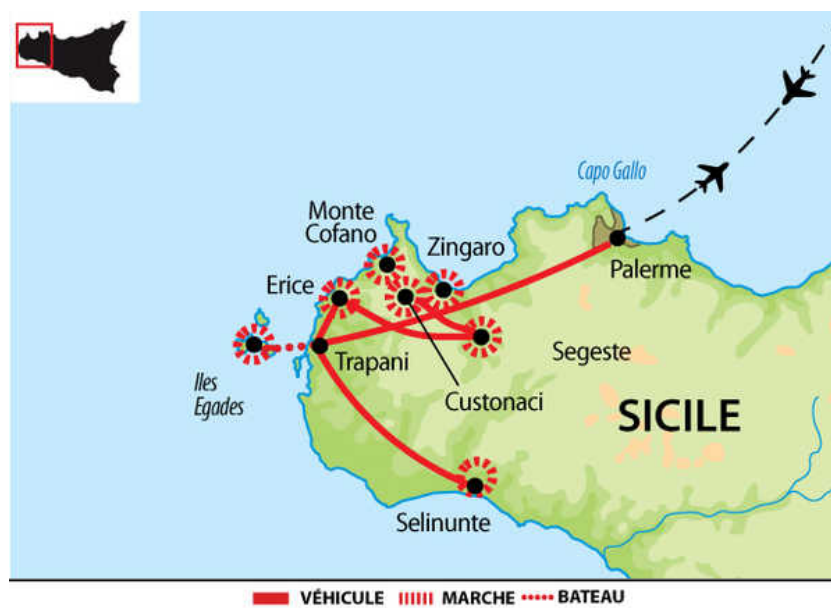 Capo Gallo
Monte
Cofano
Zingaro
Palerme
Erice
Trapani
Segeste
Iles
Egades
Custonaci
SICILE
Selinunte
VÉHICULE MARCHE BATEAU